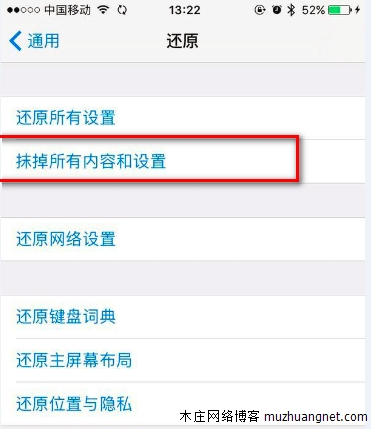 中国移动 13:22 52%
通用 还原
还原所有设置
抹掉所有内容和设置
还原网络设置
还原键盘词典
还原主屏幕布局
还原位置与隐私
木庄网络博客 muzhuangnet.com